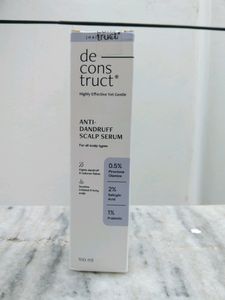 de
cons
truct®
Highly Effective Yet Gentle
ANTI-
DANDRUFF
SCALP SERUM
For all scalp types
0.5%
Piroctone
Olamine
2%
Salicylic
Acid
1%
Prebiotic
100 ml